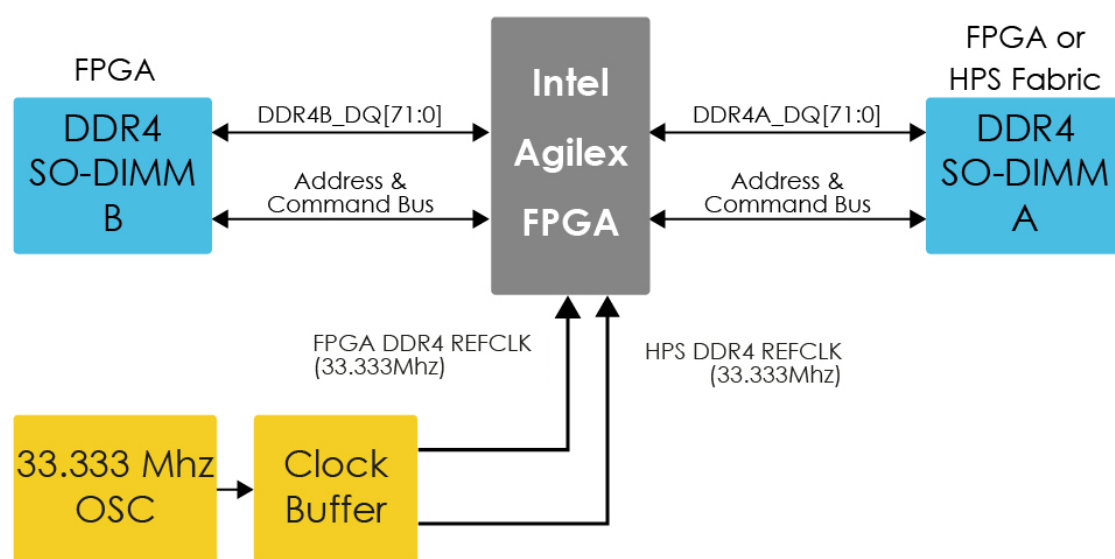 FPGA
DDR4
SO-DIMM
B
DDR4B_DQ[71:0]
Address &
Command Bus
Intel
Agilex
FPGA
DDR4A_DQ[71:0]
Address &
Command Bus
FPGA or
HPS Fabric
DDR4
SO-DIMM
A
FPGA DDR4 REFCLK
(33.333Mhz)
HPS DDR4 REFCLK
(33.333Mhz)
33.333 Mhz
OSC
Clock
Buffer